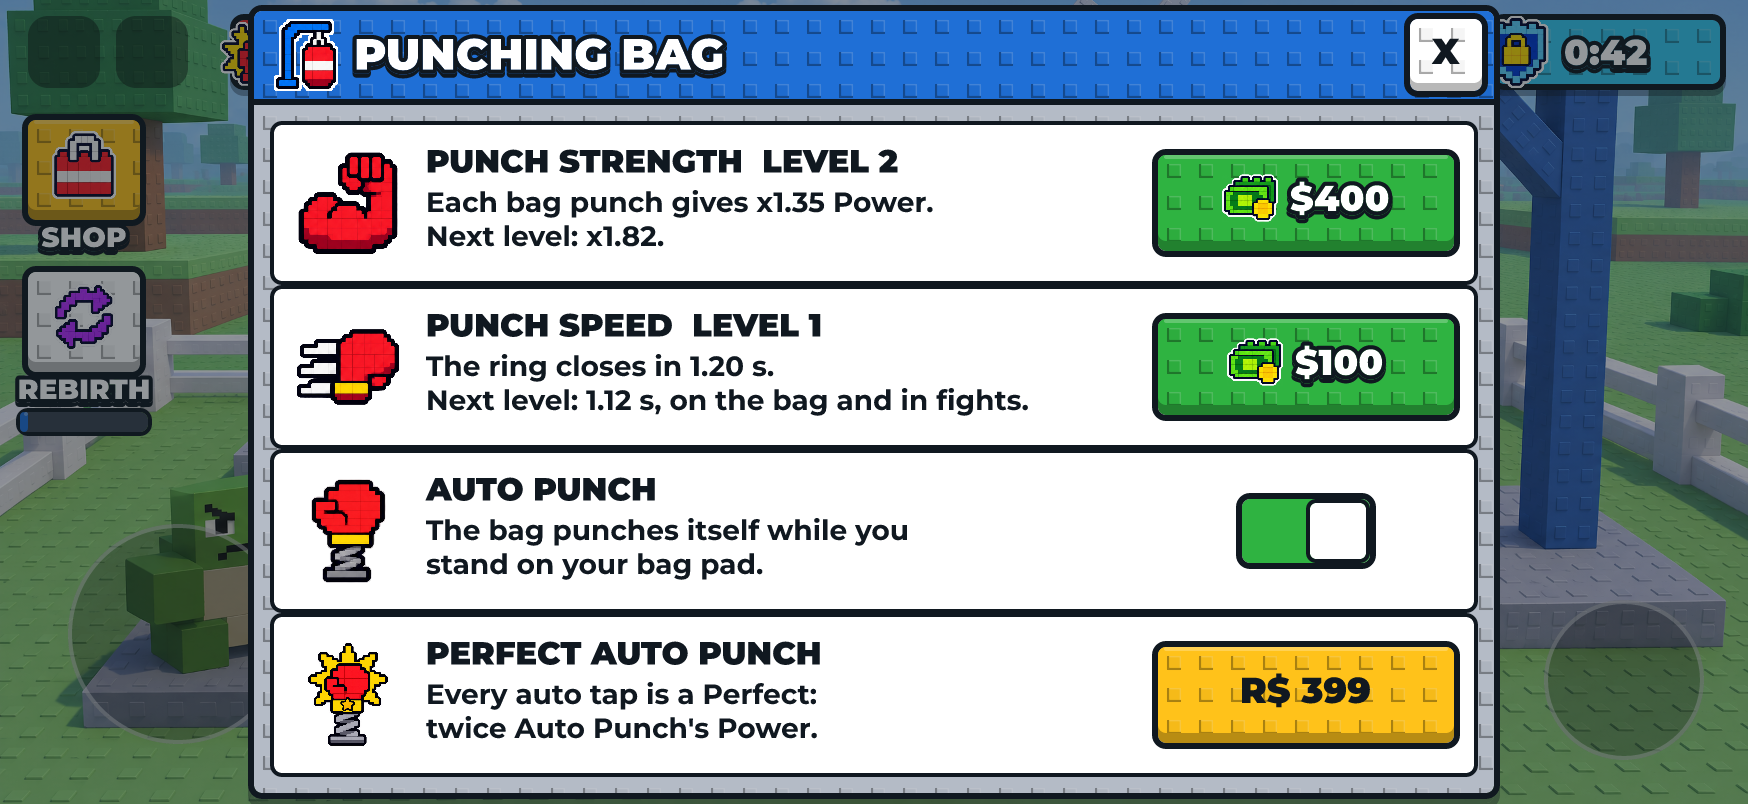 PUNCHING BAG
X
0:42
SHOP
REBIRTH
PUNCH STRENGTH LEVEL 2
Each bag punch gives x1.35 Power.
Next level: x1.82.
$400
PUNCH SPEED LEVEL 1
The ring closes in 1.20 s.
Next level: 1.12 s, on the bag and in fights.
$100
AUTO PUNCH
The bag punches itself while you
stand on your bag pad.
PERFECT AUTO PUNCH
Every auto tap is a Perfect:
twice Auto Punch's Power.
R$ 399